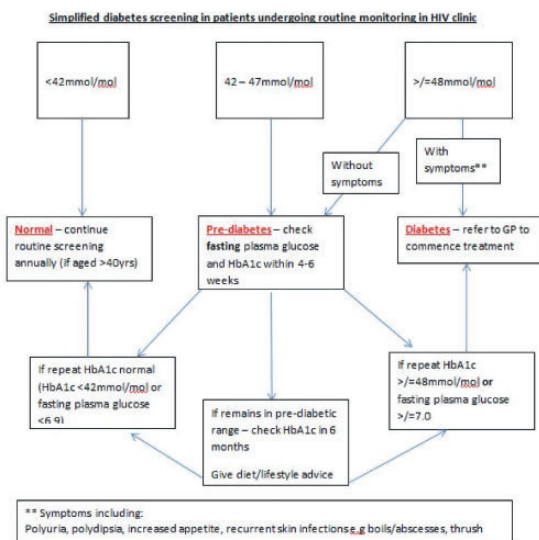 Simplified diabetes screening in patients undergoing routine monitoring in HIV clinic
<42mmol/mol
42 – 47mmol/mol
>/=48mmol/mol
Without
symptoms
With
symptoms**
Normal – continue
routine screening
annually (if aged >40yrs)
Pre-diabetes – check
fasting plasma glucose
and HbA1c within 4-6
weeks
Diabetes – refer to GP to
commence treatment
If repeat HbA1c normal
(HbA1c <42mmol/mol or
fasting plasma glucose
<6.9)
If remains in pre-diabetic
range – check HbA1c in 6
months
Give diet/lifestyle advice
If repeat HbA1c
>/=48mmol/mol or
fasting plasma glucose
>/=7.0
** Symptoms including:
Polyuria, polydipsia, increased appetite, recurrent skin infections e.g boils/abscesses, thrush